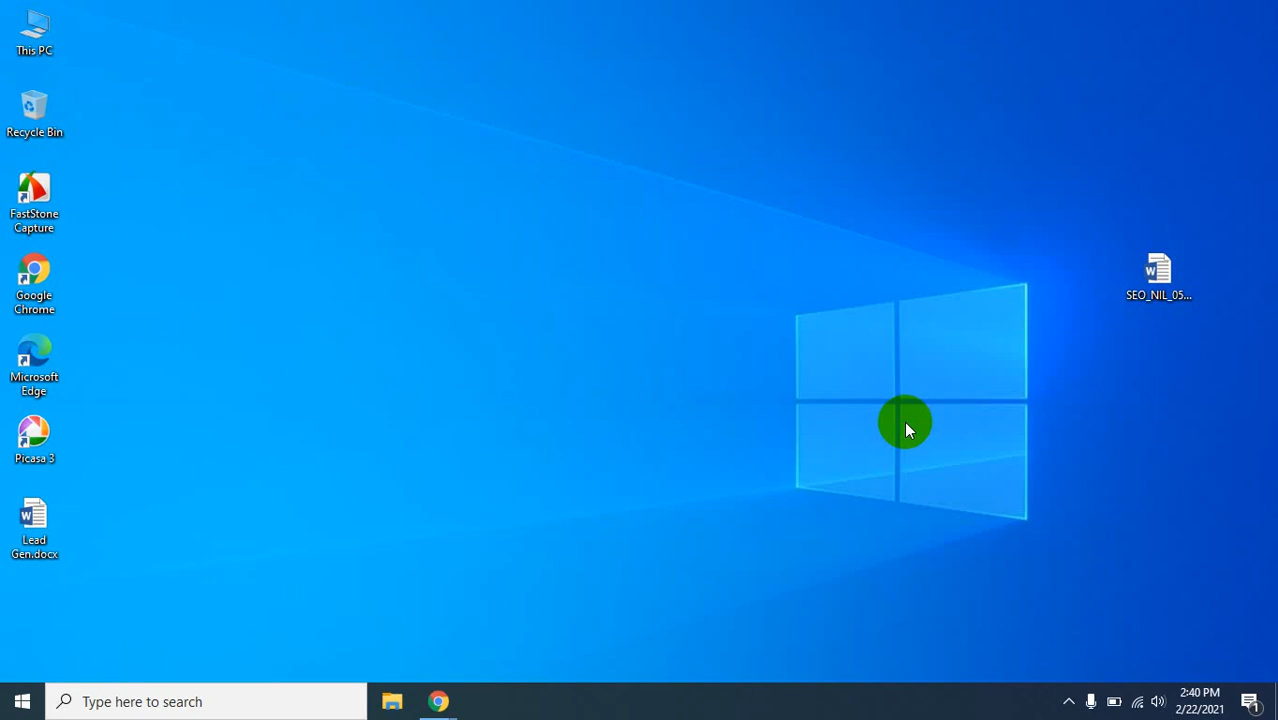 This PC
Recycle Bin
FastStone
Capture
Google
Chrome
Microsoft
Edge
Picasa 3
Lead
Gen.docx
SEO_NIL_05...
Type here to search
2:40 PM
2/22/2021
1